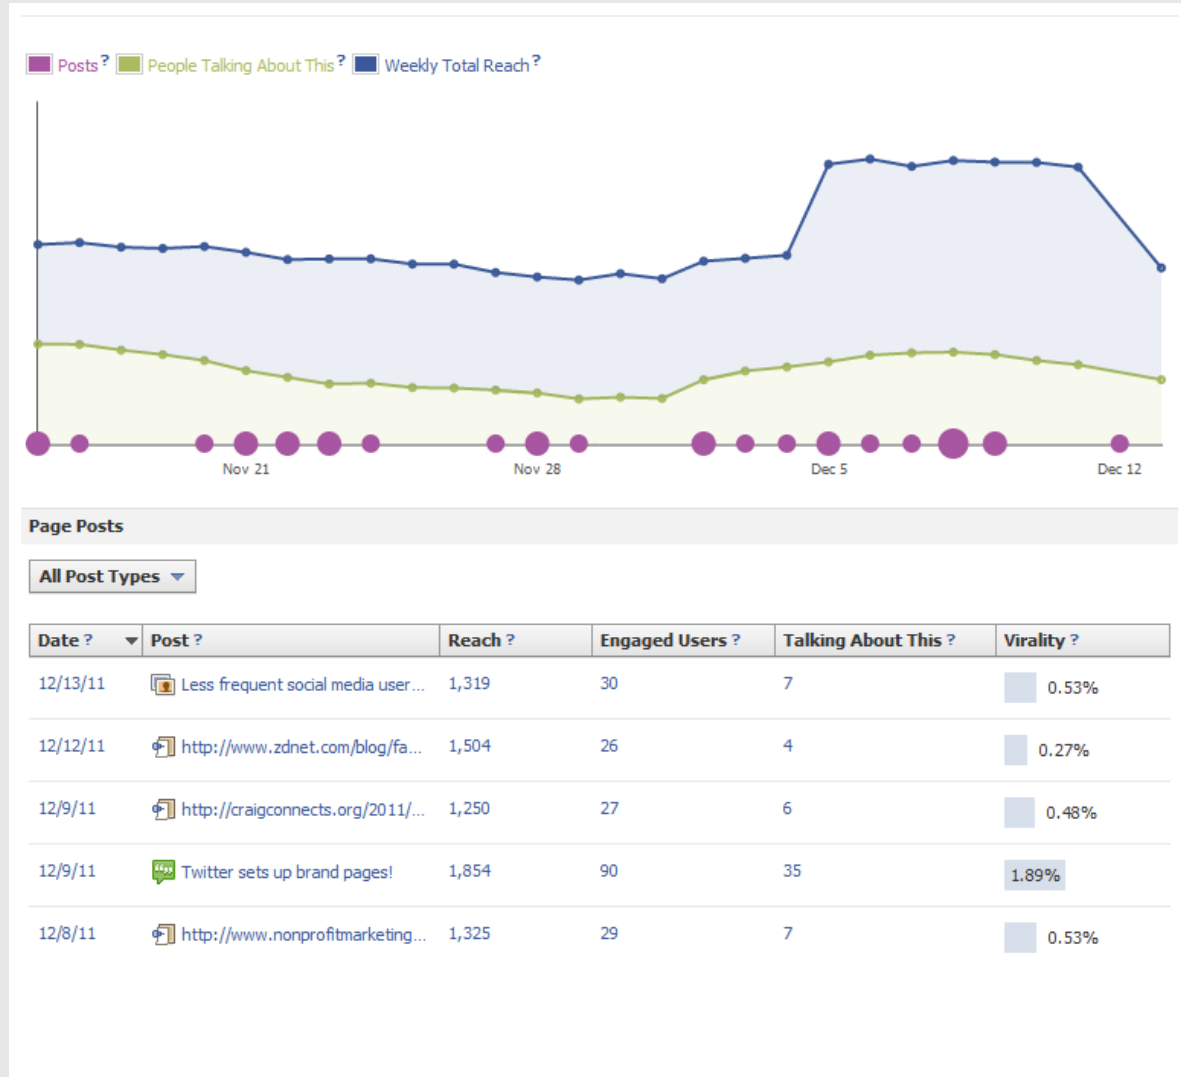 Posts? People Talking About This? Weekly Total Reach?
Nov 21 Nov 28 Dec 5 Dec 12
Page Posts
All Post Types
Date ? Post ? Reach ? Engaged Users ? Talking About This ? Virality ?
12/13/11 Less frequent social media user... 1,319 30 7 0.53%
12/12/11 http://www.zdnet.com/blog/fa... 1,504 26 4 0.27%
12/9/11 http://craigconnects.org/2011/... 1,250 27 6 0.48%
12/9/11 Twitter sets up brand pages! 1,854 90 35 1.89%
12/8/11 http://www.nonprofitmarketing... 1,325 29 7 0.53%